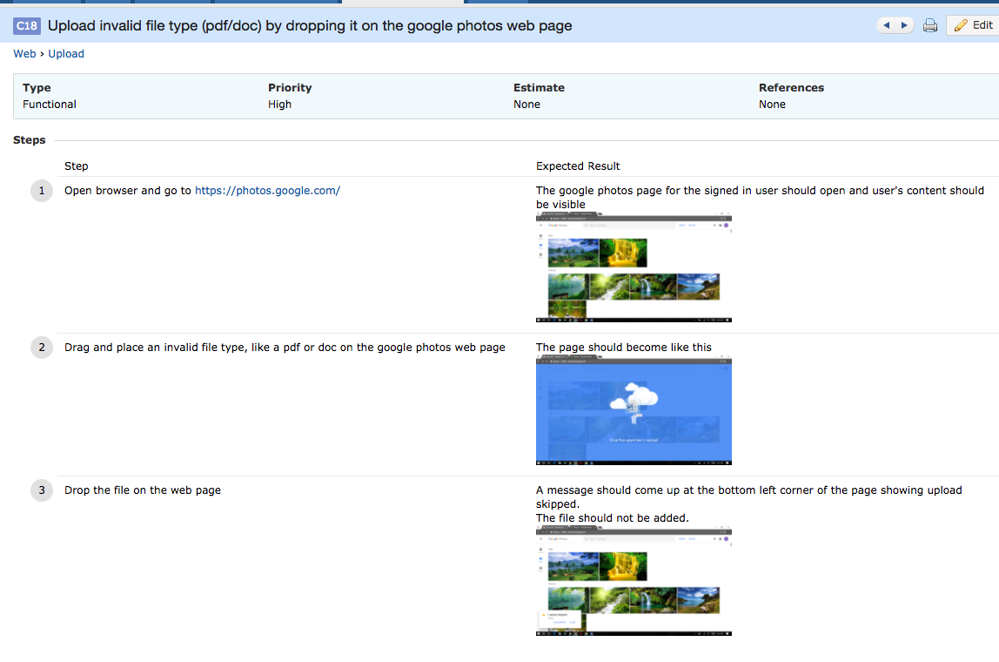 C18 Upload invalid file type (pdf/doc) by dropping it on the google photos web page
Edit
Web › Upload
Type Priority Estimate References
Functional High None None
Steps
Step Expected Result
1 Open browser and go to https://photos.google.com/ The google photos page for the signed in user should open and user's content should
be visible
2 Drag and place an invalid file type, like a pdf or doc on the google photos web page The page should become like this
3 Drop the file on the web page A message should come up at the bottom left corner of the page showing upload
skipped.
The file should not be added.